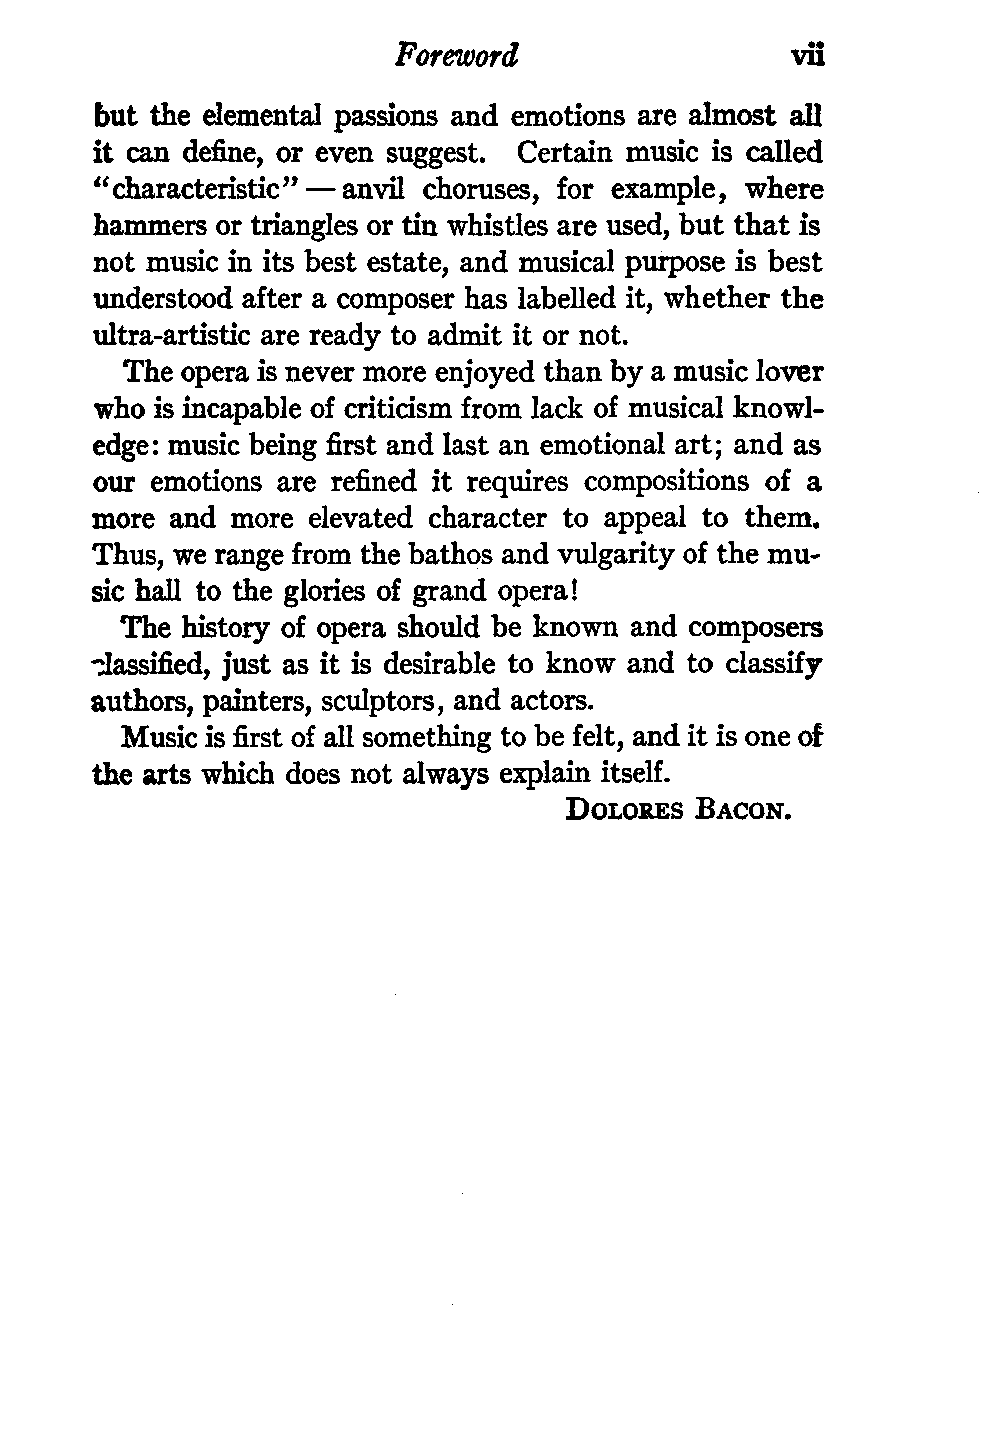 Foreword vii
but the elemental passions and emotions are almost all
it can define, or even suggest. Certain music is called
“characteristic” — anvil choruses, for example, where
hammers or triangles or tin whistles are used, but that is
not music in its best estate, and musical purpose is best
understood after a composer has labelled it, whether the
ultra-artistic are ready to admit it or not.
The opera is never more enjoyed than by a music lover
who is incapable of criticism from lack of musical knowl-
edge: music being first and last an emotional art; and as
our emotions are refined it requires compositions of a
more and more elevated character to appeal to them.
Thus, we range from the bathos and vulgarity of the mu-
sic hall to the glories of grand opera!
The history of opera should be known and composers
classified, just as it is desirable to know and to classify
authors, painters, sculptors, and actors.
Music is first of all something to be felt, and it is one of
the arts which does not always explain itself.
DOLORES BACON.